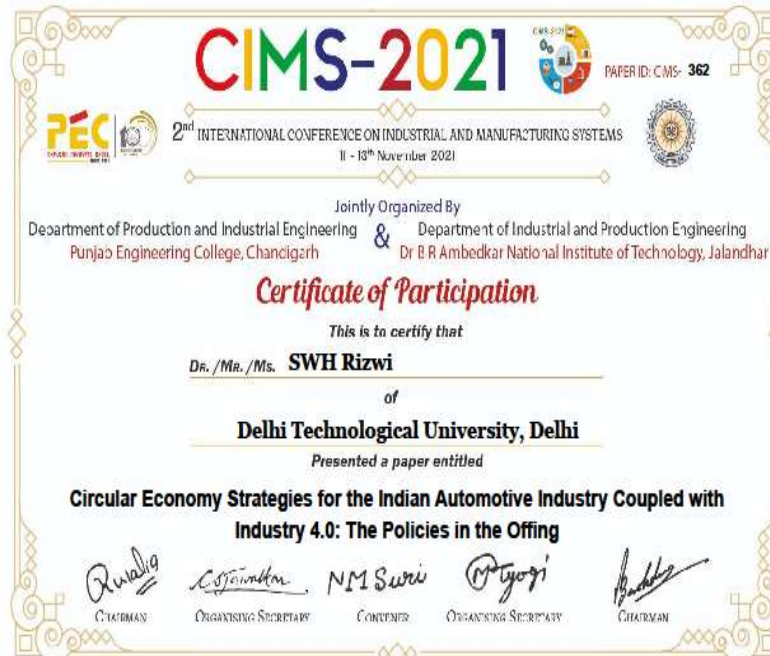 CIMS-2021
PAPER ID: CIMS- 362
PEC
2nd INTERNATIONAL CONFERENCE ON INDUSTRIAL AND MANUFACTURING SYSTEMS
11 - 13th November 2021
Jointly Organized By
Department of Production and Industrial Engineering
Punjab Engineering College, Chandigarh
&
Department of Industrial and Production Engineering
Dr B R Ambedkar National Institute of Technology, Jalandhar
Certificate of Participation
This is to certify that
DR. /MR. /MS. SWH Rizwi
of
Delhi Technological University, Delhi
Presented a paper entitled
Circular Economy Strategies for the Indian Automotive Industry Coupled with
Industry 4.0: The Policies in the Offing
NM Suri
CHAIRMAN
ORGANISING SECRETARY
CONVENER
ORGANISING SECRETARY
CHAIRMAN